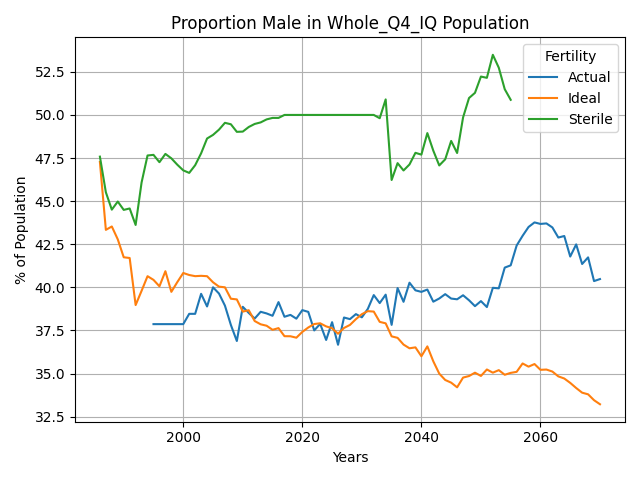 Proportion Male in Whole_Q4_IQ Population
Fertility
Actual
Ideal
Sterile
% of Population
52.5
50.0
47.5
45.0
42.5
40.0
37.5
35.0
32.5
2000
2020
2040
2060
Years